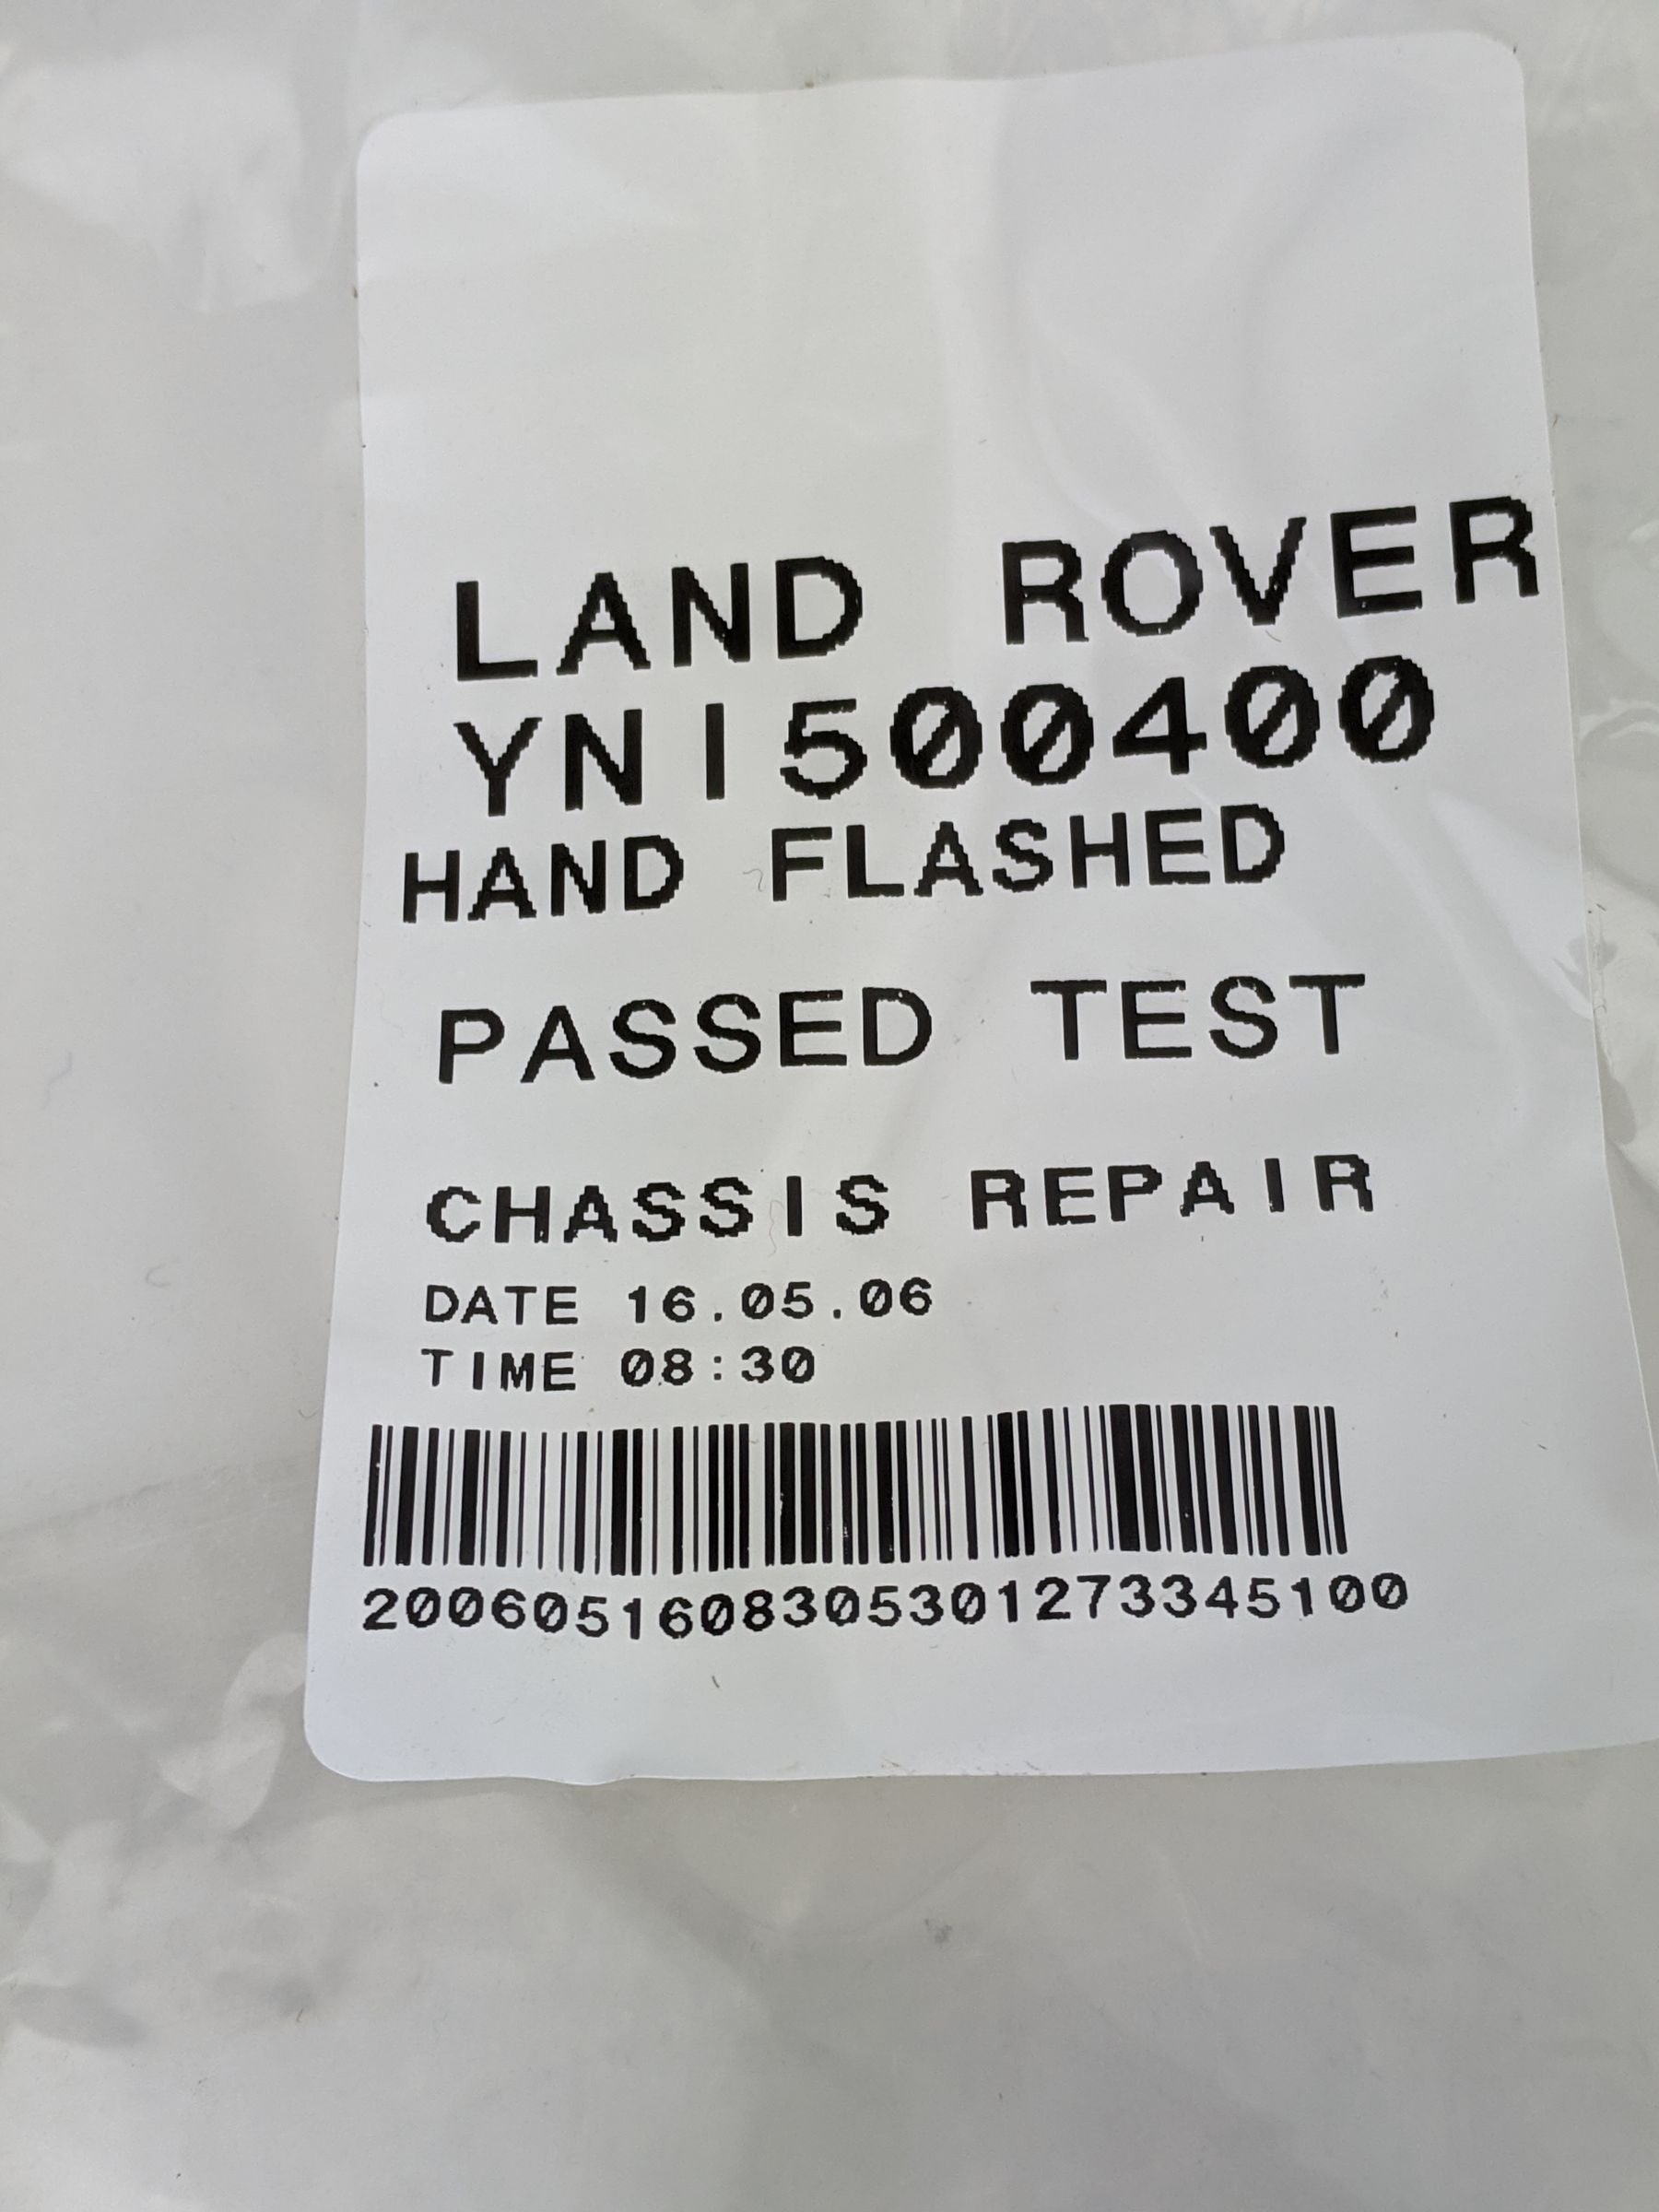 LAND ROVER
YNI500400
HAND FLASHED
PASSED TEST
CHASSIS REPAIR
DATE 16.05.06
TIME 08:30
2006051608305301273345100